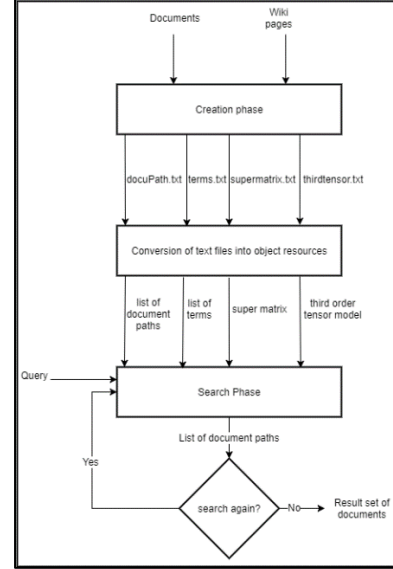 Documents
Wiki
pages
Creation phase
docuPath.txt
terms.txt
supermatrix.txt
thirdtensor.txt
Conversion of text files into object resources
list of
document
paths
list of
terms
super matrix
third order
tensor model
Query
Search Phase
List of document paths
Yes
search again?
No
Result set of
documents